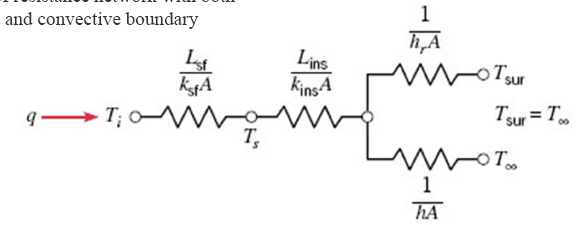 and convective boundary
1
h_rA
L_sf
k_sfA
L_ins
k_insA
T_sur
q
T_i
T_s
T_sur = T_∞
T_∞
1
hA